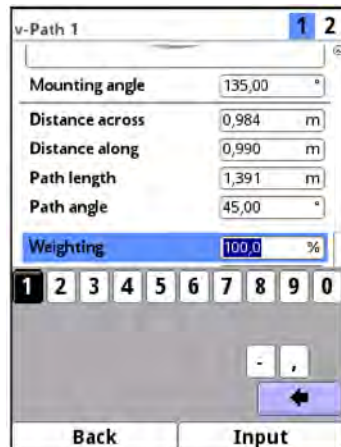 v-Path 1 1 2
Mounting angle 135,00 °
Distance across 0,984 m
Distance along 0,990 m
Path length 1,391 m
Path angle 45,00 °
Weighting 100,0 %
1 2 3 4 5 6 7 8 9 0
- ,
Back Input